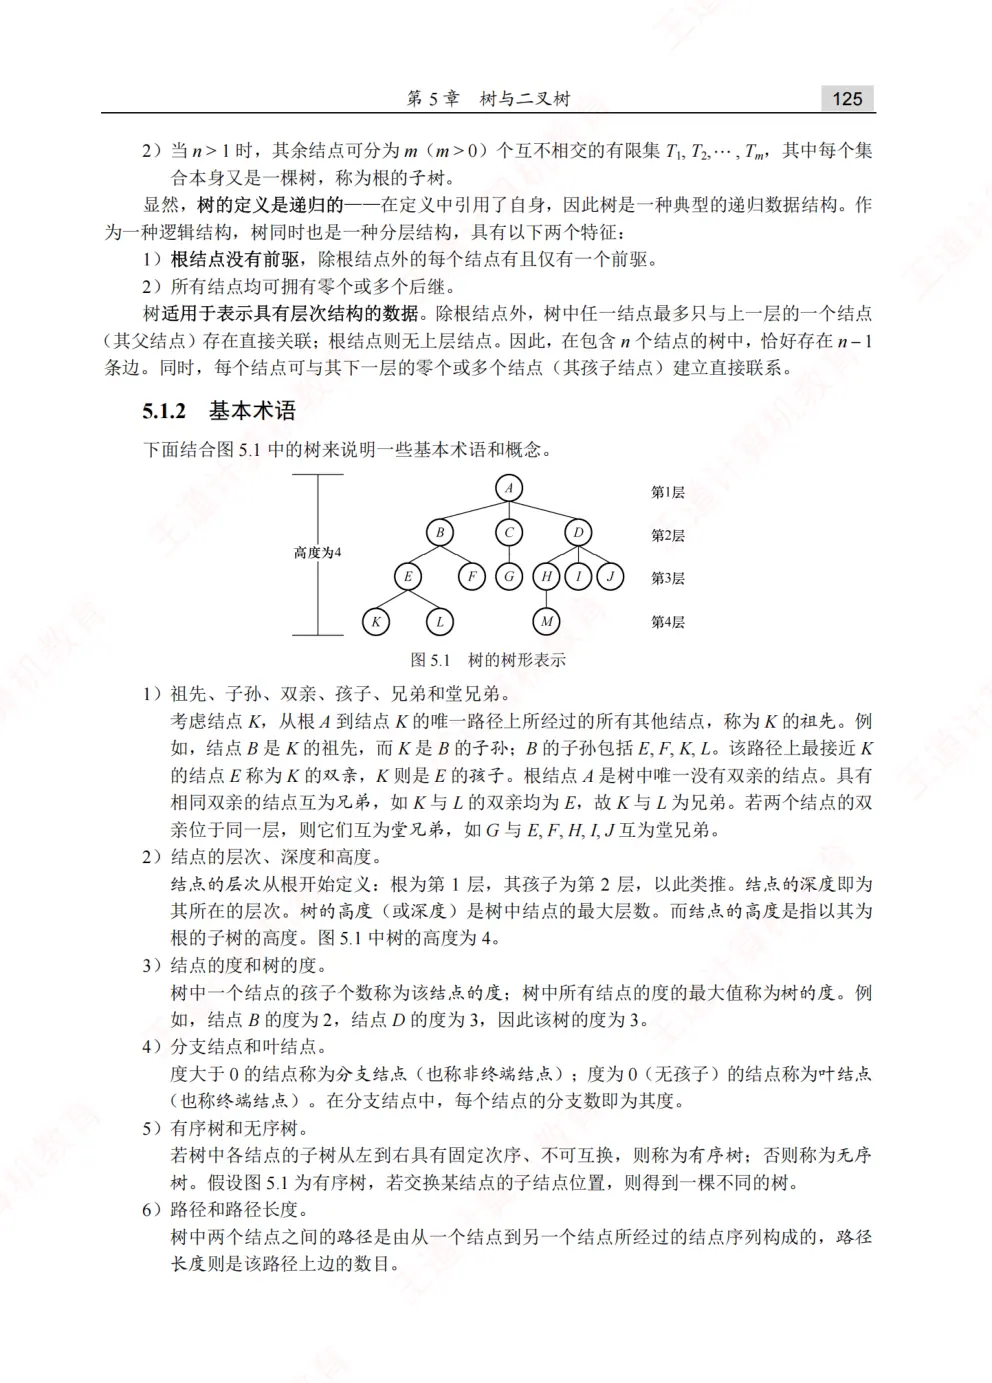 第 5 章 树与二叉树 125
2）当 n > 1 时，其余结点可分为 m（m > 0）个互不相交的有限集 T₁, T₂,⋯ , Tₘ，其中每个集
合本身又是一棵树，称为根的子树。
显然，树的定义是递归的——在定义中引用了自身，因此树是一种典型的递归数据结构。作
为一种逻辑结构，树同时也是一种分层结构，具有以下两个特征：
1）根结点没有前驱，除根结点外的每个结点有且仅有一个前驱。
2）所有结点均可拥有零个或多个后继。
树适用于表示具有层次结构的数据。除根结点外，树中任一结点最多只与上一层的一个结点
（其父结点）存在直接关联；根结点则无上层结点。因此，在包含 n 个结点的树中，恰好存在 n − 1
条边。同时，每个结点可与其下一层的零个或多个结点（其孩子结点）建立直接联系。
5.1.2 基本术语
下面结合图 5.1 中的树来说明一些基本术语和概念。
A 第1层
B C D 第2层
高度为4
E F G H I J 第3层
K L M 第4层
图 5.1 树的树形表示
1）祖先、子孙、双亲、孩子、兄弟和堂兄弟。
考虑结点 K，从根 A 到结点 K 的唯一路径上所经过的所有其他结点，称为 K 的祖先。例
如，结点 B 是 K 的祖先，而 K 是 B 的子孙；B 的子孙包括 E, F, K, L。该路径上最接近 K
的结点 E 称为 K 的双亲，K 则是 E 的孩子。根结点 A 是树中唯一没有双亲的结点。具有
相同双亲的结点互为兄弟，如 K 与 L 的双亲均为 E，故 K 与 L 为兄弟。若两个结点的双
亲位于同一层，则它们互为堂兄弟，如 G 与 E, F, H, I, J 互为堂兄弟。
2）结点的层次、深度和高度。
结点的层次从根开始定义：根为第 1 层，其孩子为第 2 层，以此类推。结点的深度即为
其所在的层次。树的高度（或深度）是树中结点的最大层数。而结点的高度是指以其为
根的子树的高度。图 5.1 中树的高度为 4。
3）结点的度和树的度。
树中一个结点的孩子个数称为该结点的度；树中所有结点的度的最大值称为树的度。例
如，结点 B 的度为 2，结点 D 的度为 3，因此该树的度为 3。
4）分支结点和叶结点。
度大于 0 的结点称为分支结点（也称非终端结点）；度为 0（无孩子）的结点称为叶结点
（也称终端结点）。在分支结点中，每个结点的分支数即为其度。
5）有序树和无序树。
若树中各结点的子树从左到右具有固定次序、不可互换，则称为有序树；否则称为无序
树。假设图 5.1 为有序树，若交换某结点的子结点位置，则得到一棵不同的树。
6）路径和路径长度。
树中两个结点之间的路径是由从一个结点到另一个结点所经过的结点序列构成的，路径
长度则是该路径上边的数目。
王道计算机教育